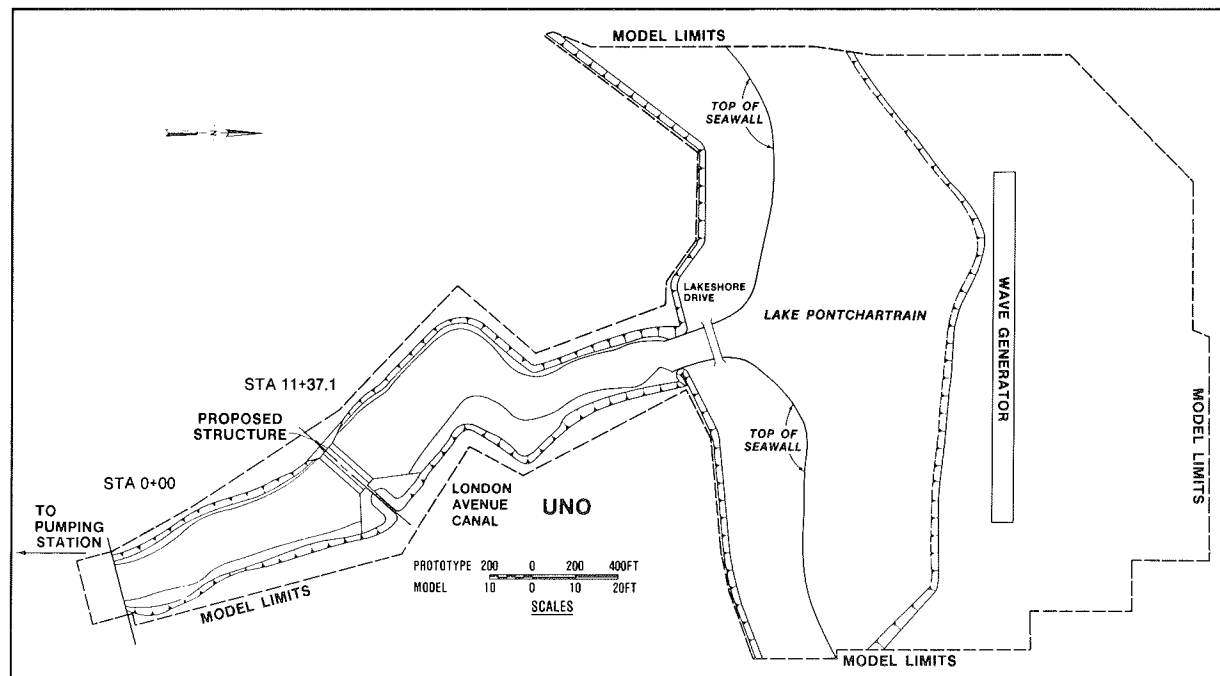 MODEL LIMITS
TOP OF
SEAWALL
N
LAKESHORE
DRIVE
LAKE PONTCHARTRAIN
WAVE GENERATOR
MODEL LIMITS
STA 11+37.1
PROPOSED
STRUCTURE
STA 0+00
TO
PUMPING
STATION
LONDON
AVENUE
CANAL
UNO
TOP OF
SEAWALL
PROTOTYPE 200 0 200 400FT
MODEL 10 0 10 20FT
SCALES
MODEL LIMITS
MODEL LIMITS